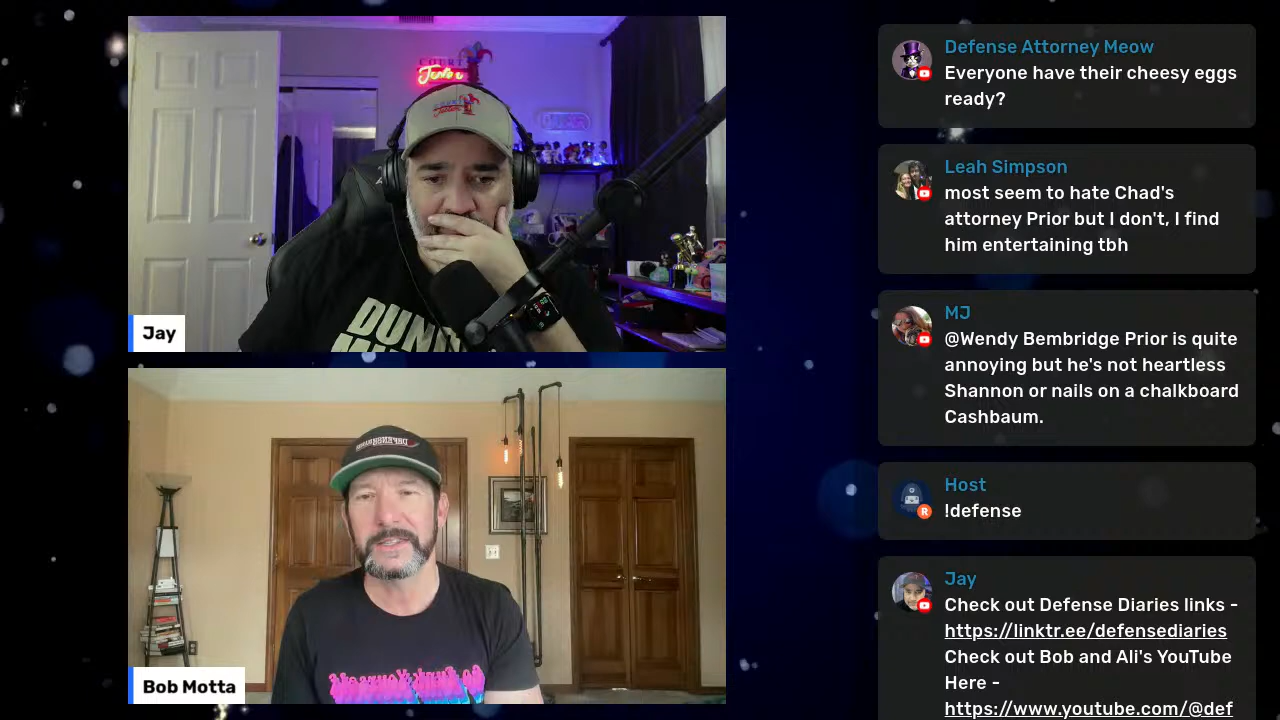 COURT
Jester
DUNK
Jay
Bob Motta
Defense Attorney Meow
Everyone have their cheesy eggs
ready?
Leah Simpson
most seem to hate Chad's
attorney Prior but I don't, I find
him entertaining tbh
MJ
@Wendy Bembridge Prior is quite
annoying but he's not heartless
Shannon or nails on a chalkboard
Cashbaum.
Host
!defense
Jay
Check out Defense Diaries links -
https://linktr.ee/defensediaries
Check out Bob and Ali's YouTube
Here -
https://www.youtube.com/@def